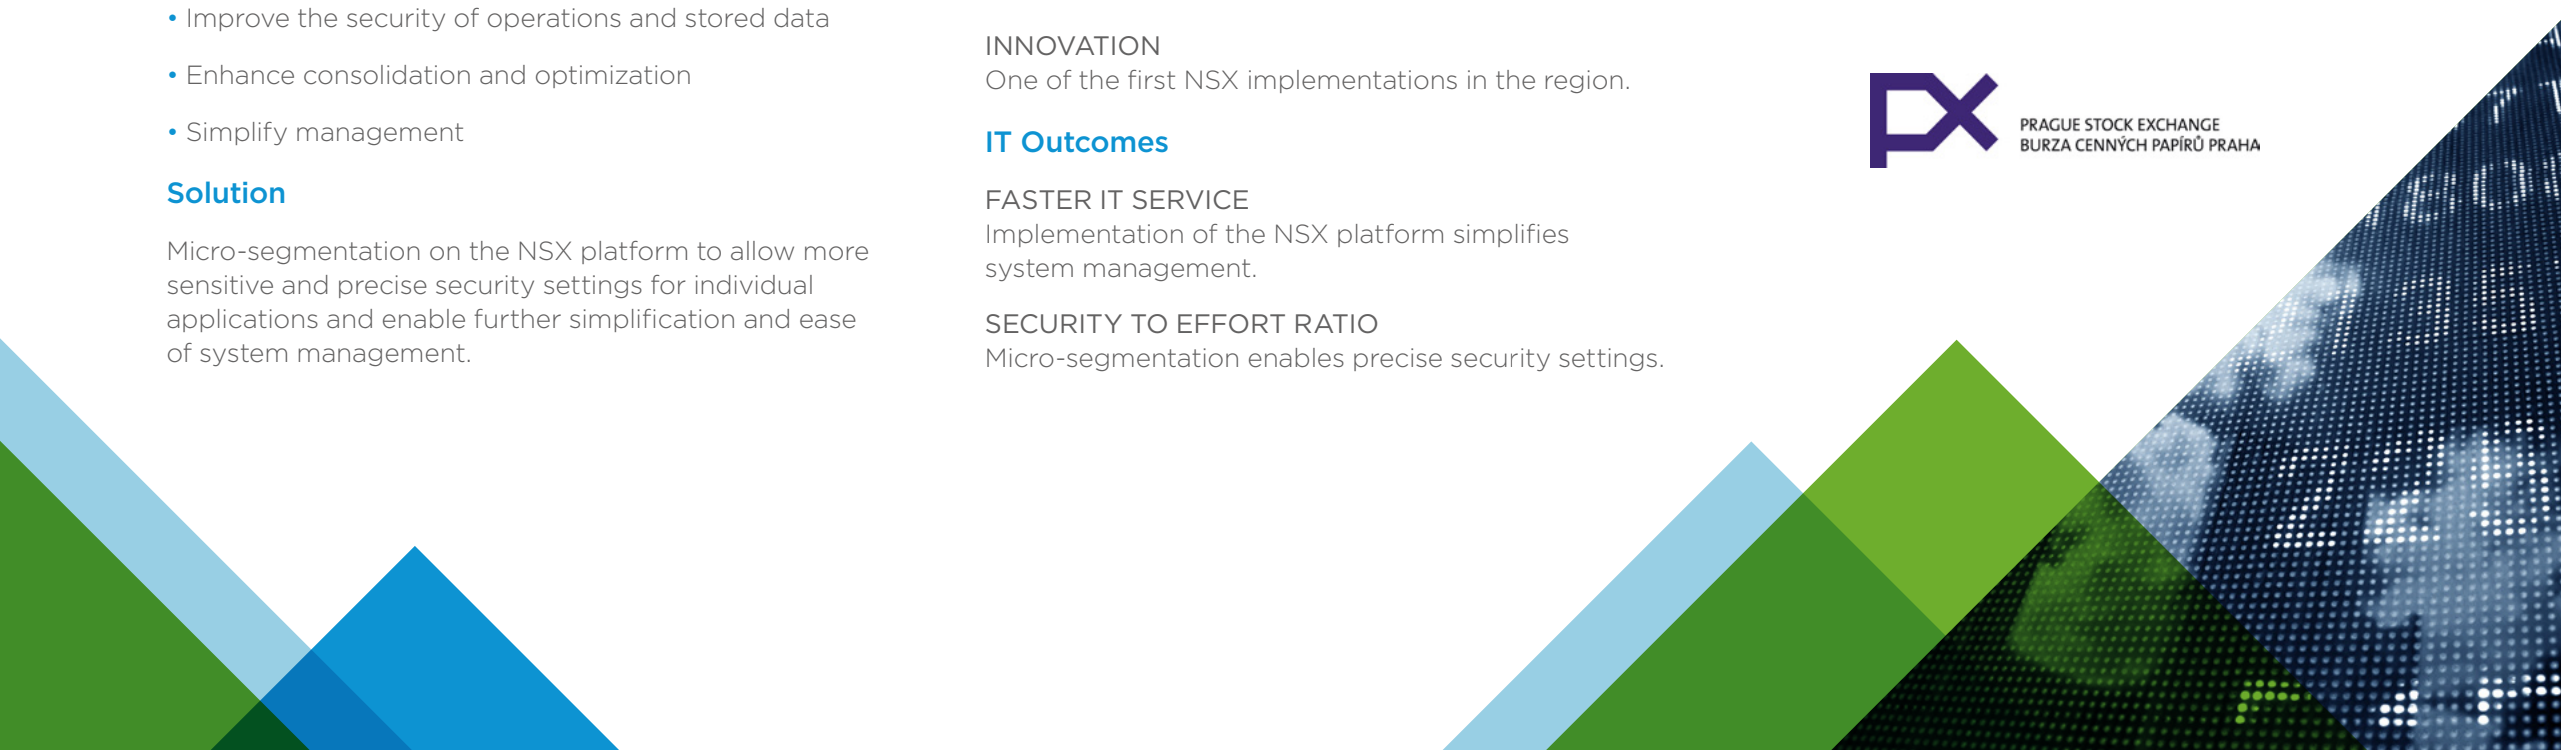 • Improve the security of operations and stored data
• Enhance consolidation and optimization
• Simplify management
Solution
Micro-segmentation on the NSX platform to allow more
sensitive and precise security settings for individual
applications and enable further simplification and ease
of system management.
INNOVATION
One of the first NSX implementations in the region.
IT Outcomes
FASTER IT SERVICE
Implementation of the NSX platform simplifies
system management.
SECURITY TO EFFORT RATIO
Micro-segmentation enables precise security settings.
PX
PRAGUE STOCK EXCHANGE
BURZA CENNÝCH PAPÍRŮ PRAHA